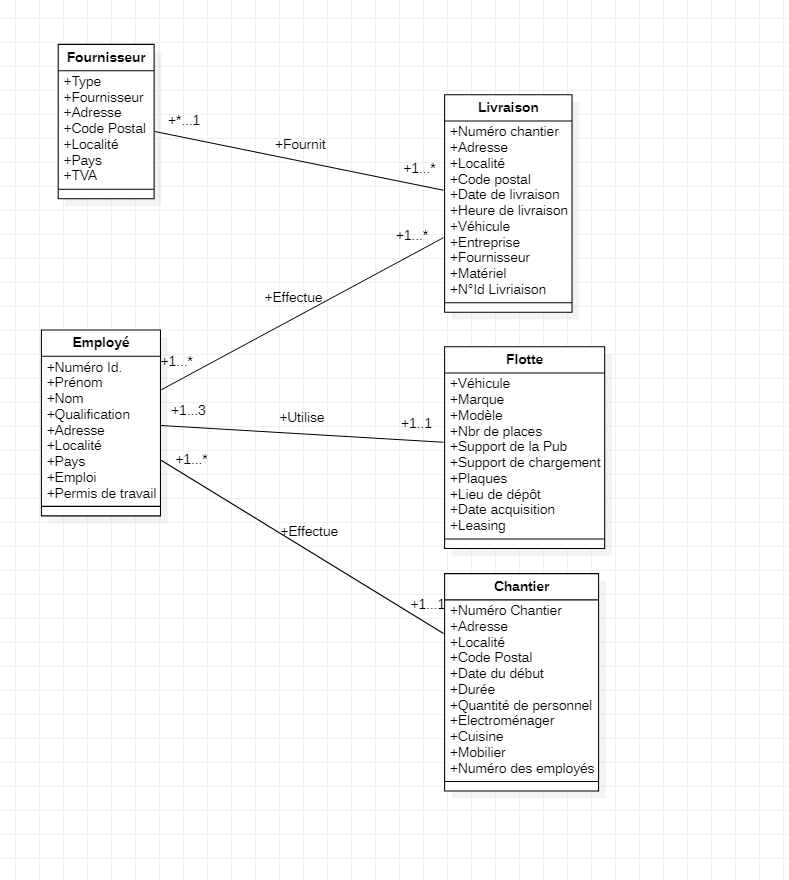 Fournisseur
+Type
+Fournisseur
+Adresse
+Code Postal
+Localité
+Pays
+TVA
+*...1
+Fournit
+1...*
Livraison
+Numéro chantier
+Adresse
+Localité
+Code postal
+Date de livraison
+Heure de livraison
+Véhicule
+Entreprise
+Fournisseur
+Matériel
+N°Id Livriaison
+1...*
+Effectue
+1...*
Employé
+Numéro Id.
+Prénom
+Nom
+Qualification
+Adresse
+Localité
+Pays
+Emploi
+Permis de travail
+1...3
+Utilise
+1..1
Flotte
+Véhicule
+Marque
+Modèle
+Nbr de places
+Support de la Pub
+Support de chargement
+Plaques
+Lieu de dépôt
+Date acquisition
+Leasing
+1...*
+Effectue
+1...1
Chantier
+Numéro Chantier
+Adresse
+Localité
+Code Postal
+Date du début
+Durée
+Quantité de personnel
+Electroménager
+Cuisine
+Mobilier
+Numéro des employés